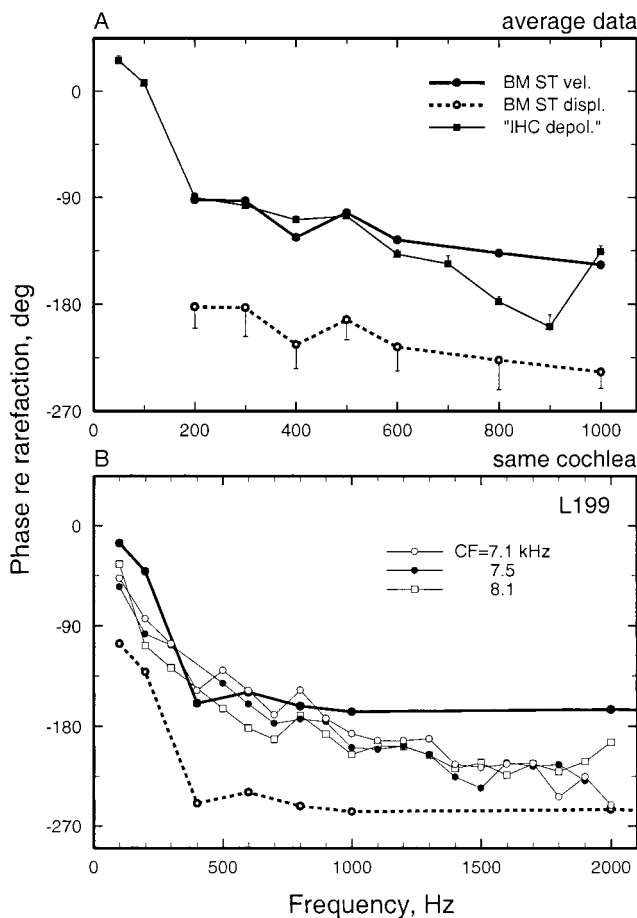 A
average data
BM ST vel.
BM ST displ.
"IHC depol."
0
-90
-180
-270
0
200
400
600
800
1000
Phase re rarefaction, deg
B
same cochlea
L199
CF=7.1 kHz
7.5
8.1
0
-90
-180
-270
0
500
1000
1500
2000
Frequency, Hz